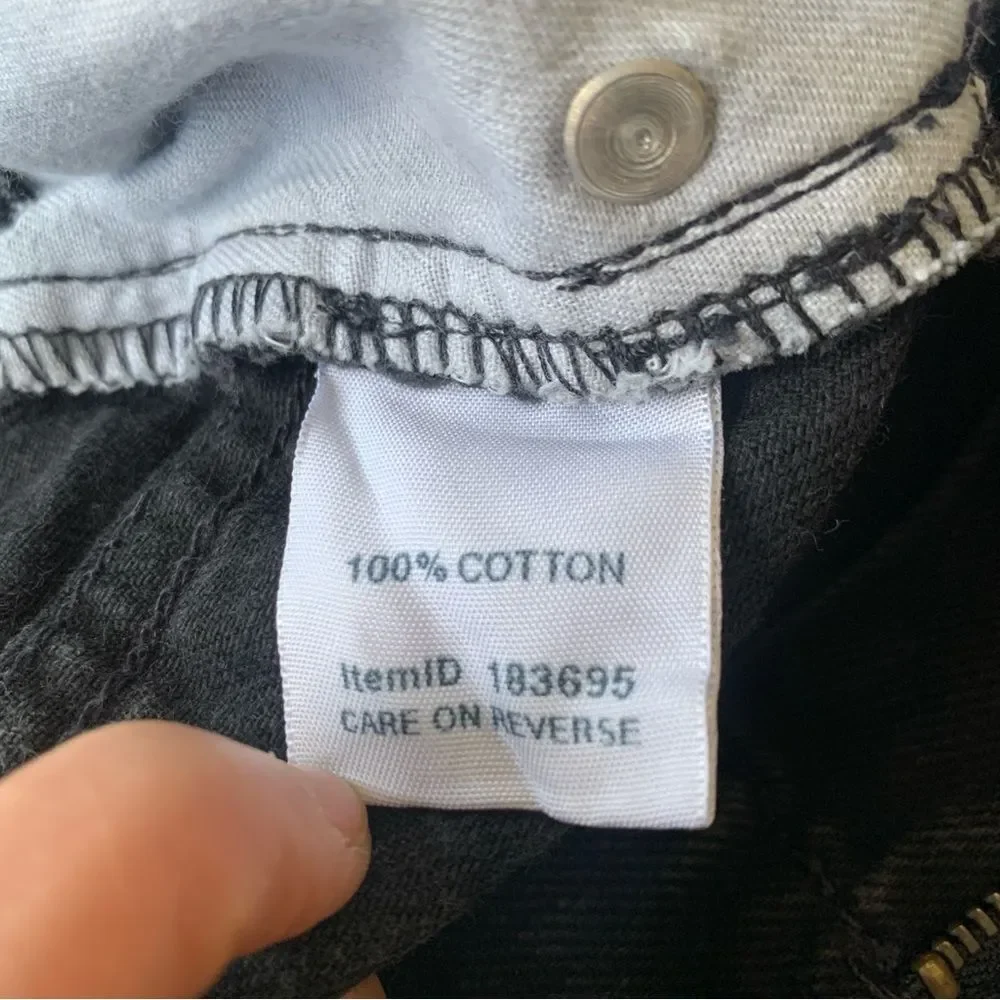 100% COTTON
ItemID 183695
CARE ON REVERSE